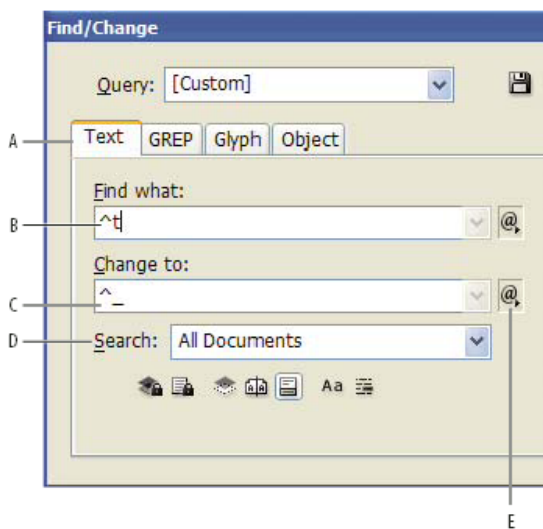 Find/Change
Query: [Custom]
A Text GREP Glyph Object
Find what:
B ^t @
Change to:
C ^_ @
D Search: All Documents
Aa
E